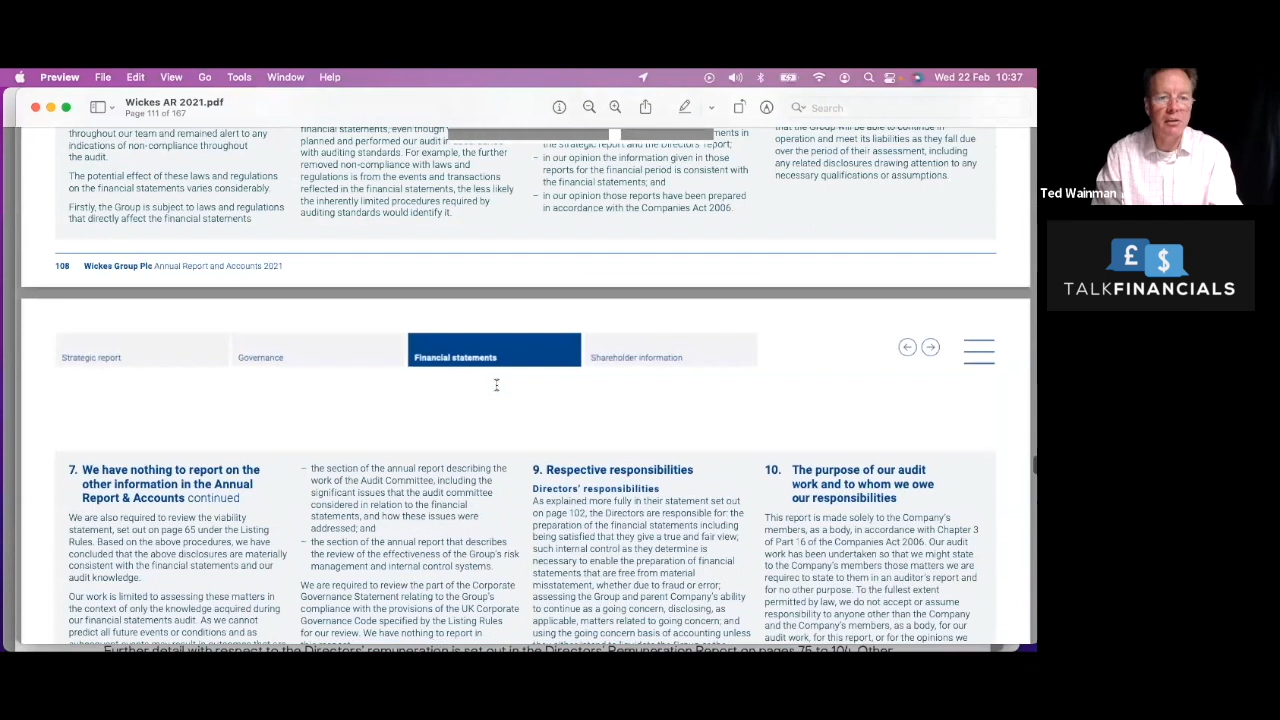 Preview File Edit View Go Tools Window Help Wed 22 Feb 10:37
Wickes AR 2021.pdf
Page 111 of 167
Search
throughout our team and remained alert to any
indications of non-compliance throughout
the audit.
The potential effect of these laws and regulations
on the financial statements varies considerably.
Firstly, the Group is subject to laws and regulations
that directly affect the financial statements
financial statements, even though
planned and performed our audit in
with auditing standards. For example, the further
removed non-compliance with laws and
regulations is from the events and transactions
reflected in the financial statements, the less likely
the inherently limited procedures required by
auditing standards would identify it.
ments in
the strategic report and the Directors' report;
– in our opinion the information given in those
reports for the financial period is consistent with
the financial statements; and
– in our opinion those reports have been prepared
in accordance with the Companies Act 2006.
that the Group will be able to continue in
operation and meet its liabilities as they fall due
over the period of their assessment, including
any related disclosures drawing attention to any
necessary qualifications or assumptions.
108 Wickes Group Plc Annual Report and Accounts 2021
Strategic report
Governance
Financial statements
Shareholder information
7. We have nothing to report on the
other information in the Annual
Report & Accounts continued
We are also required to review the viability
statement, set out on page 65 under the Listing
Rules. Based on the above procedures, we have
concluded that the above disclosures are materially
consistent with the financial statements and our
audit knowledge.
Our work is limited to assessing these matters in
the context of only the knowledge acquired during
our financial statements audit. As we cannot
predict all future events or conditions and as
– the section of the annual report describing the
work of the Audit Committee, including the
significant issues that the audit committee
considered in relation to the financial
statements, and how these issues were
addressed; and
– the section of the annual report that describes
the review of the effectiveness of the Group's risk
management and internal control systems.
We are required to review the part of the Corporate
Governance Statement relating to the Group's
compliance with the provisions of the UK Corporate
Governance Code specified by the Listing Rules
for our review. We have nothing to report in
9. Respective responsibilities
Directors' responsibilities
As explained more fully in their statement set out
on page 102, the Directors are responsible for: the
preparation of the financial statements including
being satisfied that they give a true and fair view;
such internal control as they determine is
necessary to enable the preparation of financial
statements that are free from material
misstatement, whether due to fraud or error;
assessing the Group and parent Company's ability
to continue as a going concern, disclosing, as
applicable, matters related to going concern; and
using the going concern basis of accounting unless
10. The purpose of our audit
work and to whom we owe
our responsibilities
This report is made solely to the Company's
members, as a body, in accordance with Chapter 3
of Part 16 of the Companies Act 2006. Our audit
work has been undertaken so that we might state
to the Company's members those matters we are
required to state to them in an auditor's report and
for no other purpose. To the fullest extent
permitted by law, we do not accept or assume
responsibility to anyone other than the Company
and the Company's members, as a body, for our
audit work, for this report, or for the opinions we
Further detail with respect to the Directors' remuneration is set out in the Directors' Remuneration Report on pages 75 to 104. Other
Ted Wainman
£ $
TALKFINANCIALS